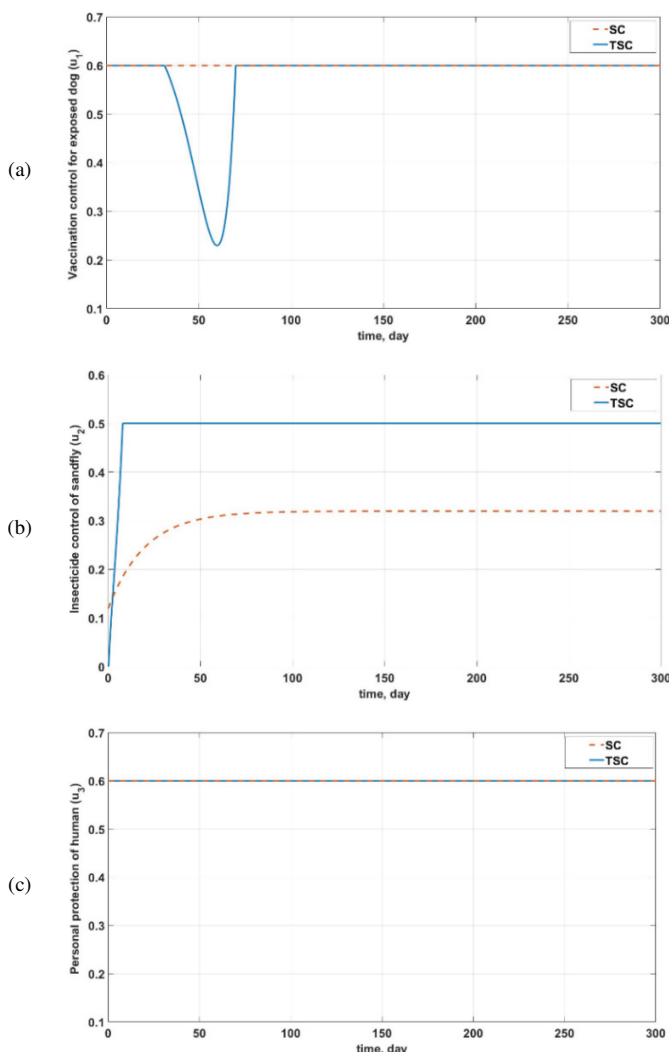 (a)
Vaccination control for exposed dog (u1)
0.7
0.6
0.5
0.4
0.3
0.2
0.1
SC
TSC
0 50 100 150 200 250 300
time, day
(b)
Insecticide control of sandfly (u2)
0.6
0.5
0.4
0.3
0.2
0.1
0
SC
TSC
0 50 100 150 200 250 300
time, day
(c)
Personal protection of human (u3)
0.7
0.6
0.5
0.4
0.3
0.2
0.1
SC
TSC
0 50 100 150 200 250 300
time, day